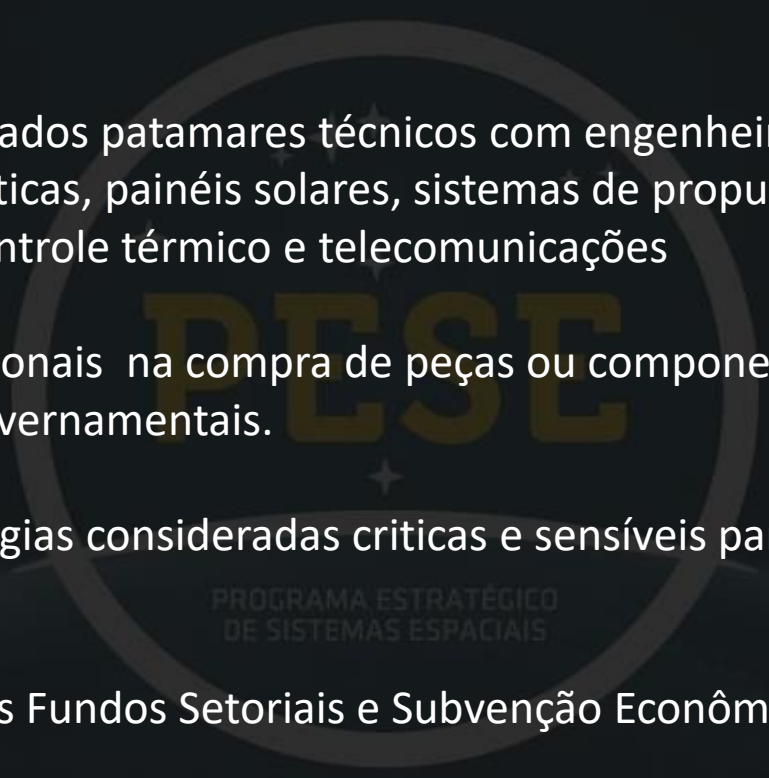 ados patamares técnicos com engenheir
ticas, painéis solares, sistemas de propu
ntrole térmico e telecomunicações
onais na compra de peças ou compone
vernamentais.
gias consideradas criticas e sensíveis pa
s Fundos Setoriais e Subvenção Econôm
PESE
PROGRAMA ESTRATÉGICO
DE SISTEMAS ESPACIAIS